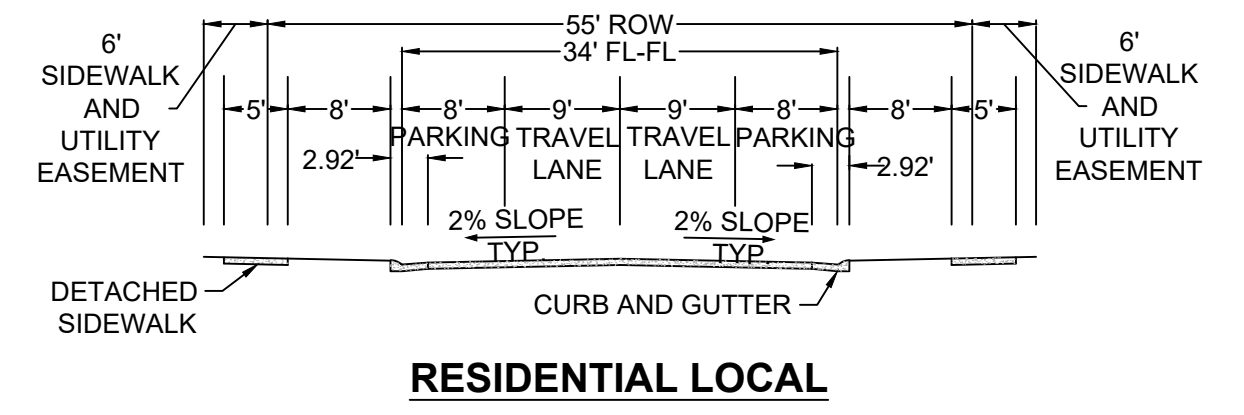 55' ROW
34' FL-FL
6'
SIDEWALK
AND
UTILITY
EASEMENT
6'
SIDEWALK
AND
UTILITY
EASEMENT
5' 8' 8' 9' 9' 8' 8' 5'
PARKING TRAVEL LANE TRAVEL LANE PARKING
2.92' 2.92'
2% SLOPE
TYP.
2% SLOPE
TYP.
DETACHED
SIDEWALK
CURB AND GUTTER
RESIDENTIAL LOCAL